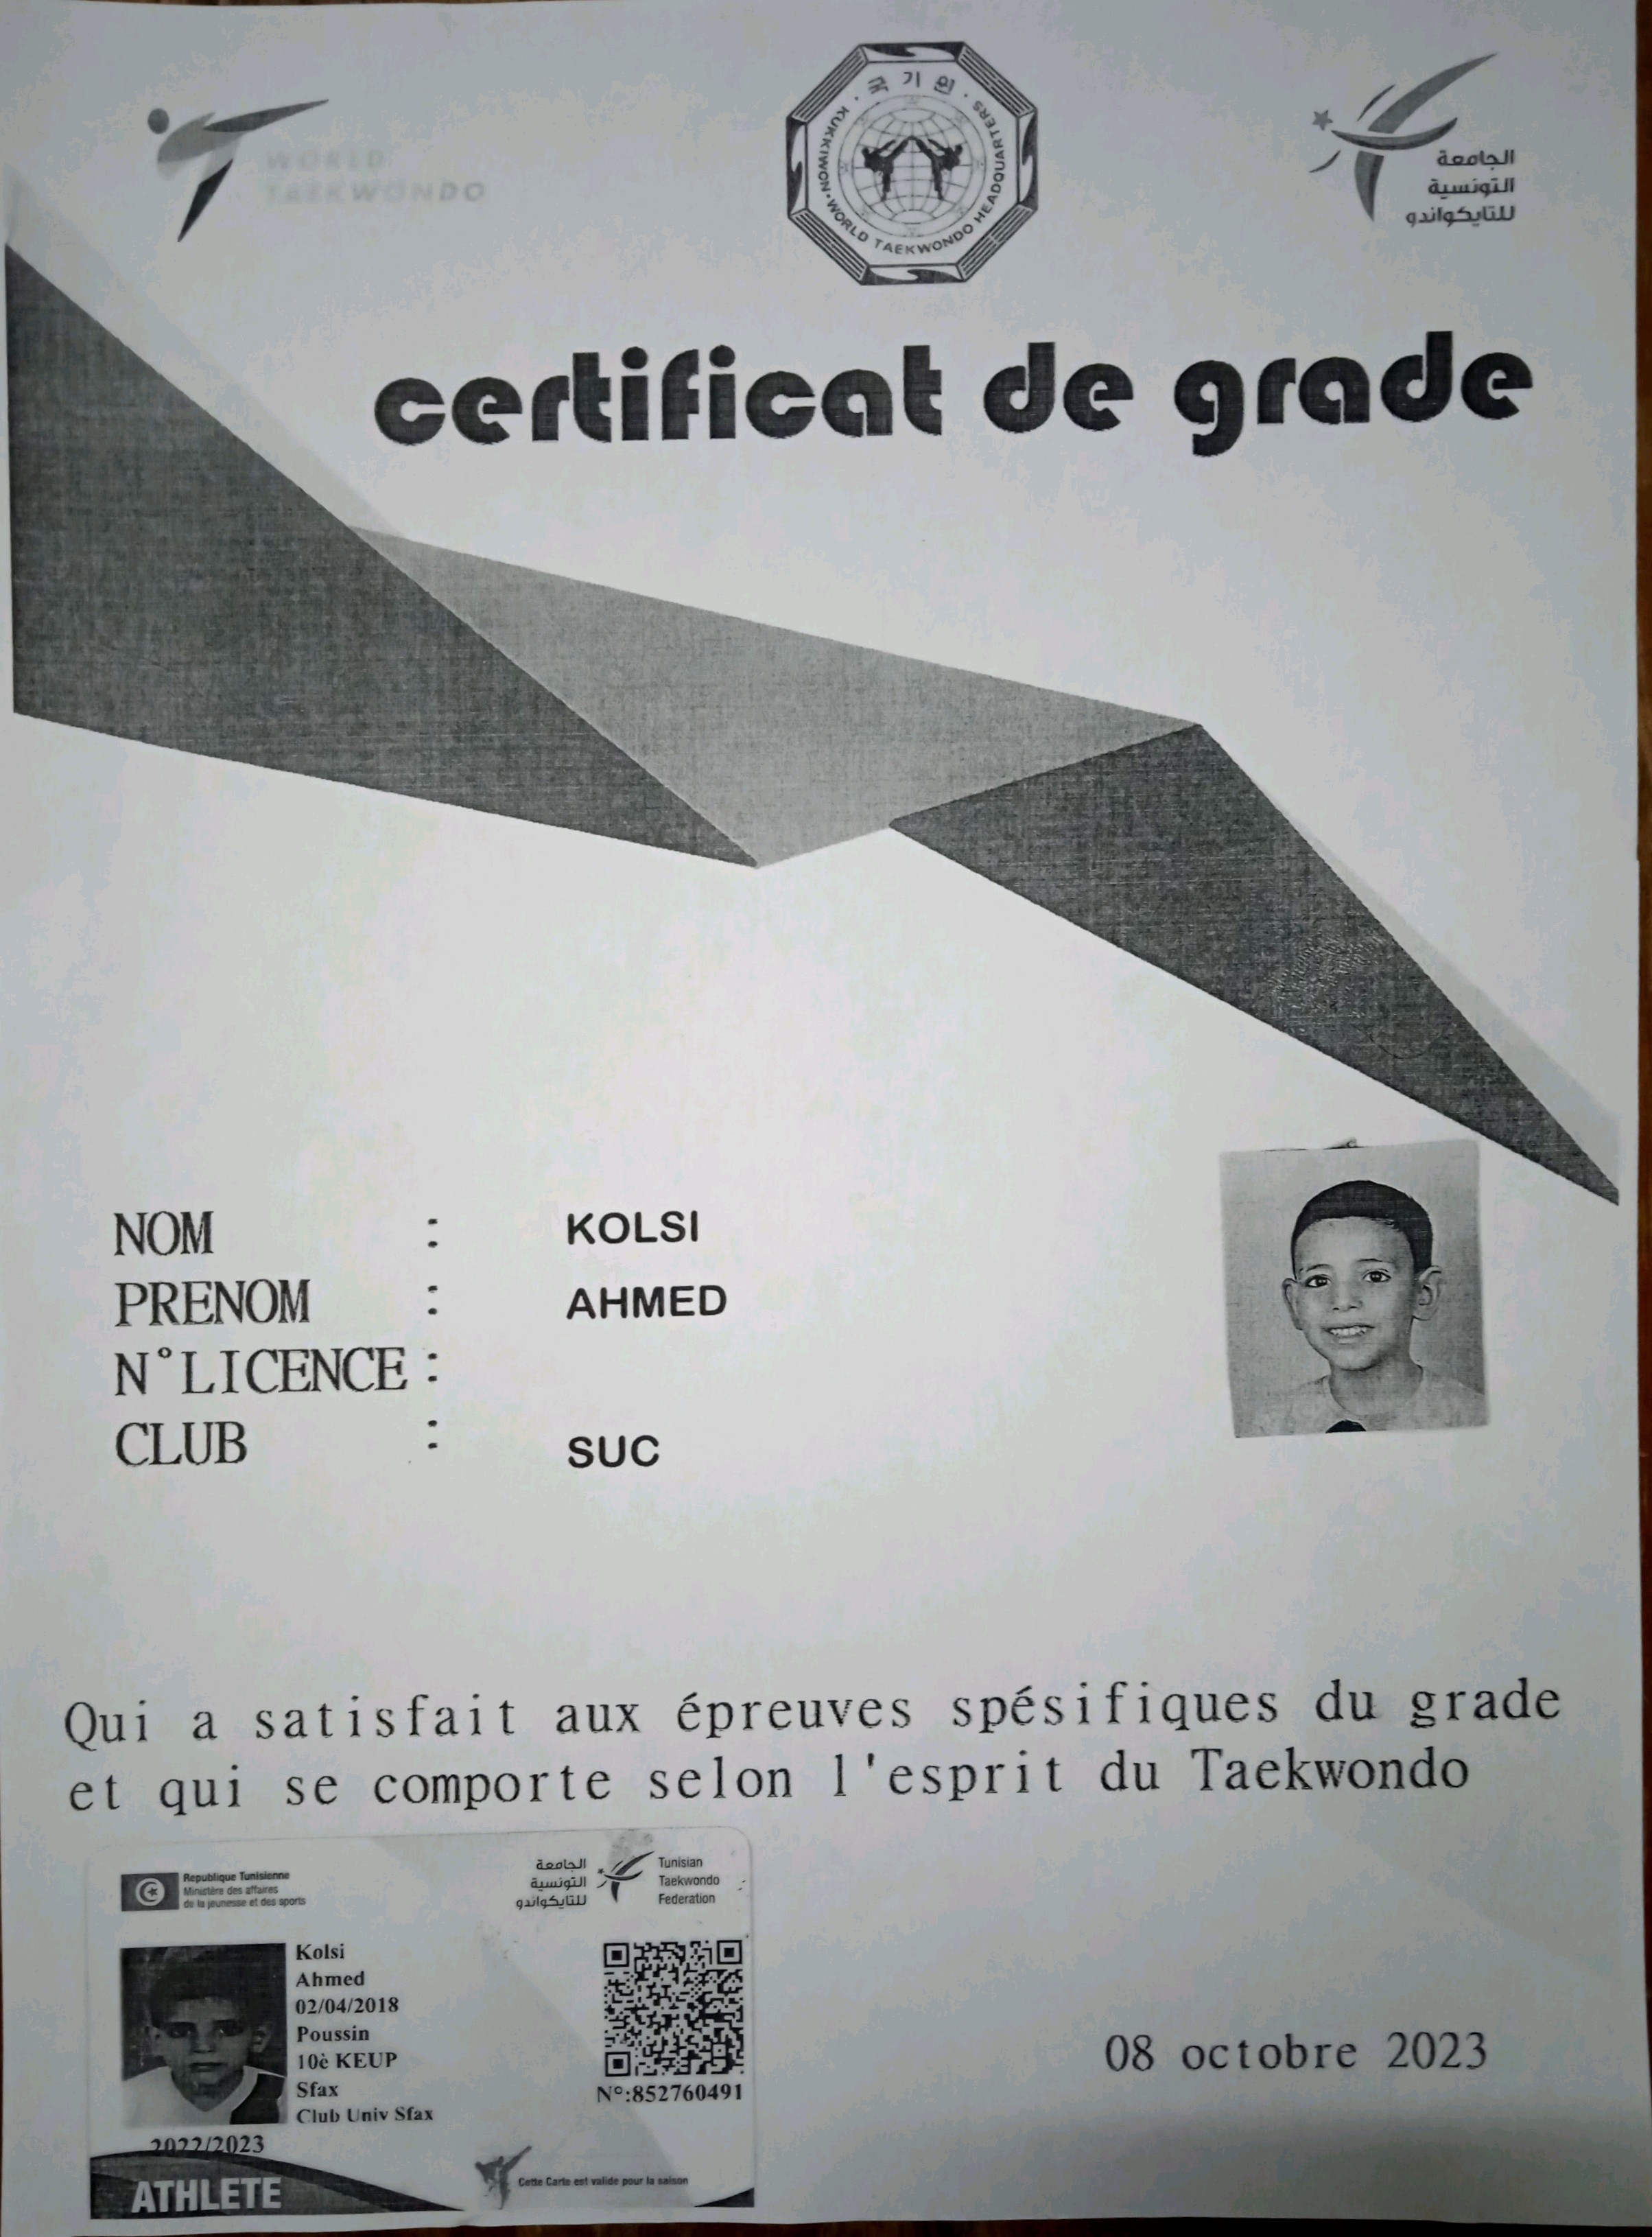 WORLD
TAEKWONDO
국기원
KUKKIWON · WORLD TAEKWONDO HEADQUARTERS
الجامعة
التونسية
للتايكواندو
certificat de grade
NOM : KOLSI
PRENOM : AHMED
N°LICENCE :
CLUB : SUC
Qui a satisfait aux épreuves spésifiques du grade
et qui se comporte selon l'esprit du Taekwondo
Republique Tunisienne
Ministère des affaires
de la jeunesse et des sports
الجامعة
التونسية
للتايكواندو
Tunisian
Taekwondo
Federation
Kolsi
Ahmed
02/04/2018
Poussin
10è KEUP
Sfax
Club Univ Sfax
N°:852760491
2022/2023
ATHLETE
Cette Carte est valide pour la saison
08 octobre 2023